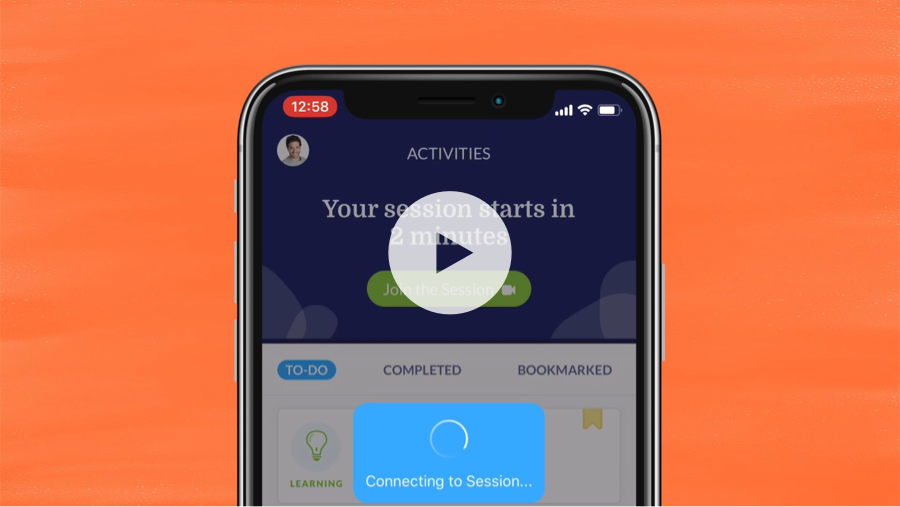 12:58
ACTIVITIES
Your session starts in
2 minutes
Join the Session
TO-DO COMPLETED BOOKMARKED
LEARNING
Connecting to Session...